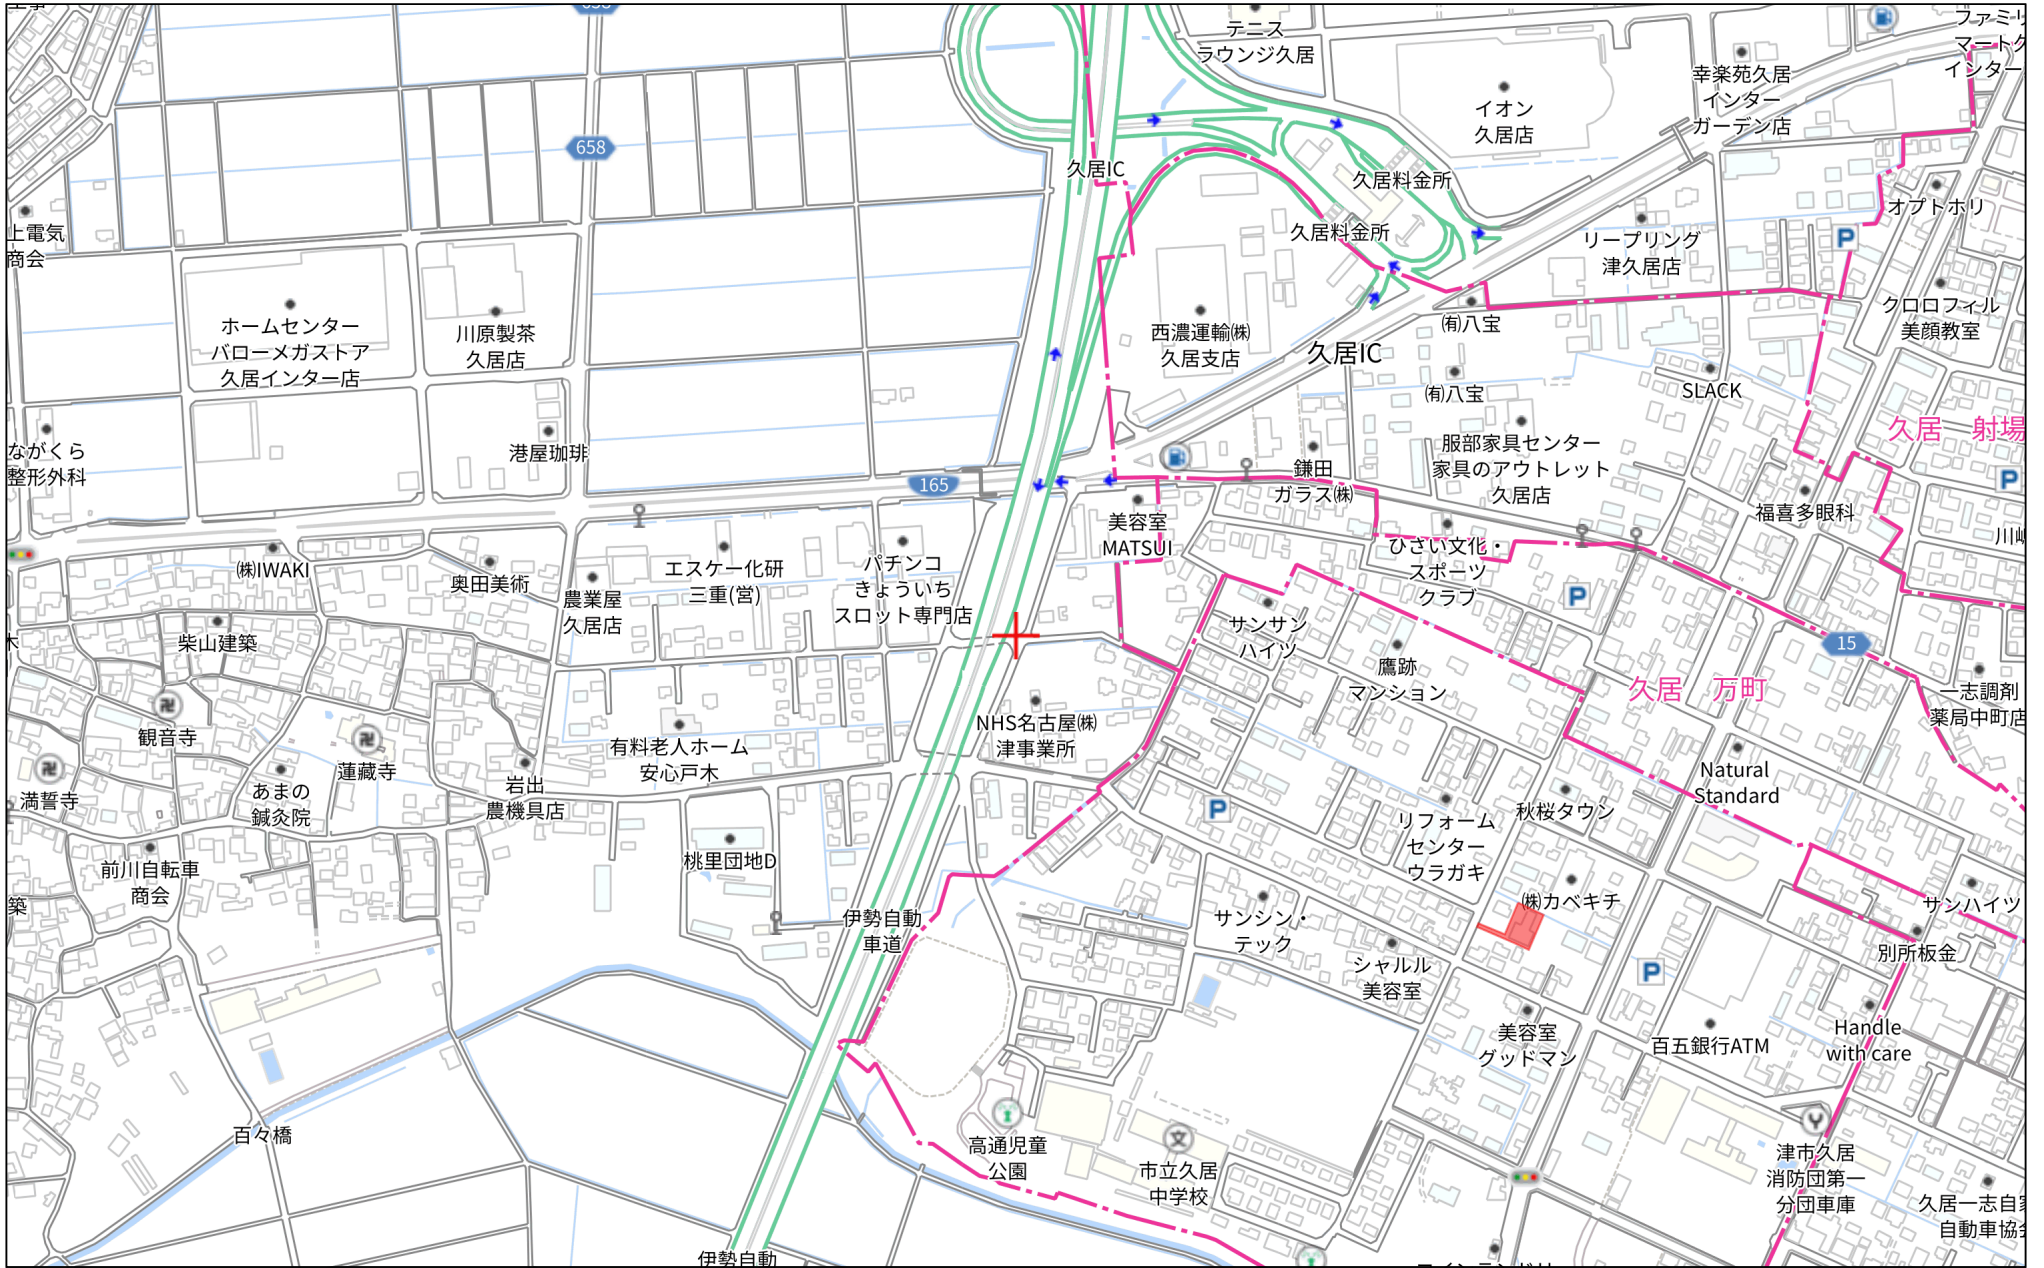 テニス
ラウンジ久居
イオン
久居店
幸楽苑久居
インター
ガーデン店
658
久居IC
久居料金所
久居料金所
オプトホリ
リープリング
津久居店
P
上電気
商会
ホームセンター
バローメガストア
久居インター店
川原製茶
久居店
西濃運輸㈱
久居支店
久居IC
㈲八宝
㈲八宝
クロロフィル
美顔教室
SLACK
久居 射場
ながくら
整形外科
港屋珈琲
165
鎌田
ガラス㈱
服部家具センター
家具のアウトレット
久居店
P
福喜多眼科
美容室
MATSUI
ひさい文化・
スポーツ
クラブ
㈱IWAKI
奥田美術
農業屋
久居店
エスケー化研
三重(営)
パチンコ
きょういち
スロット専門店
P
サンサン
ハイツ
鷹跡
マンション
15
柴山建築
久居 万町
一志調剤
薬局中町店
観音寺
蓮蔵寺
満誓寺
あまの
鍼灸院
岩出
農機具店
有料老人ホーム
安心戸木
NHS名古屋㈱
津事業所
P
Natural
Standard
秋桜タウン
リフォーム
センター
ウラガキ
前川自転車
商会
築
桃里団地D
伊勢自動
車道
サンシン・
テック
シャルル
美容室
㈱カベキチ
サンハイツ
別所板金
P
美容室
グッドマン
百五銀行ATM
Handle
with care
百々橋
高通児童
公園
文
市立久居
中学校
津市久居
消防団第一
分団車庫
久居一志自
自動車協
伊勢自動